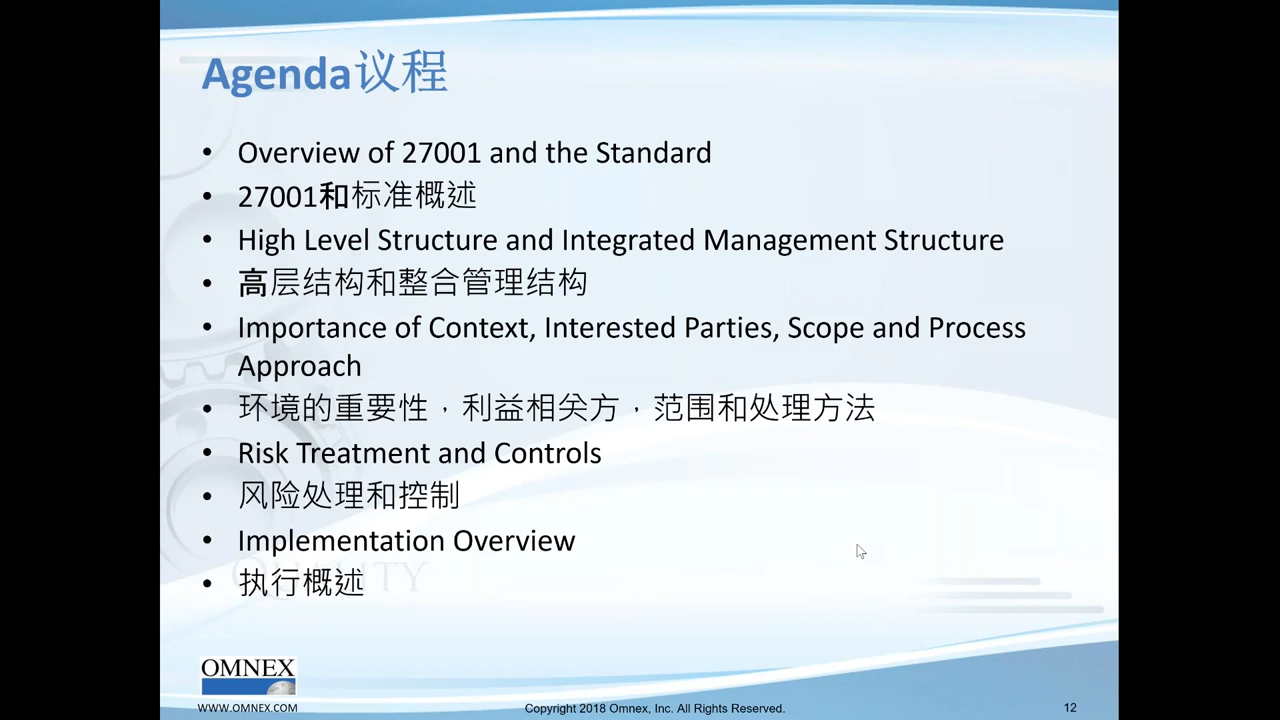 Agenda议程
• Overview of 27001 and the Standard
• 27001和标准概述
• High Level Structure and Integrated Management Structure
• 高层结构和整合管理结构
• Importance of Context, Interested Parties, Scope and Process
Approach
• 环境的重要性，利益相关方，范围和处理方法
• Risk Treatment and Controls
• 风险处理和控制
• Implementation Overview
• 执行概述
QUALITY
OMNEX
WWW.OMNEX.COM
Copyright 2018 Omnex, Inc. All Rights Reserved.
12